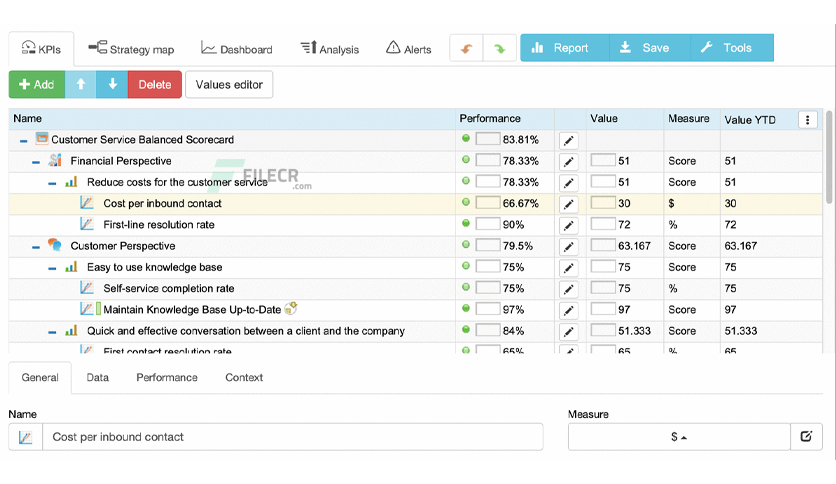 KPIs Strategy map Dashboard Analysis Alerts Report Save Tools
Add Delete Values editor
Name Performance Value Measure Value YTD
Customer Service Balanced Scorecard 83.81%
Financial Perspective 78.33% 51 Score 51
Reduce costs for the customer service 78.33% 51 Score 51
Cost per inbound contact 66.67% 30 $ 30
First-line resolution rate 90% 72 % 72
Customer Perspective 79.5% 63.167 Score 63.167
Easy to use knowledge base 75% 75 Score 75
Self-service completion rate 75% 75 % 75
Maintain Knowledge Base Up-to-Date 97% 97 Score 97
Quick and effective conversation between a client and the company 84% 51.333 Score 51.333
First contact resolution rate 65% 65 % 65
FILECR
.com
General Data Performance Context
Name Measure
Cost per inbound contact $